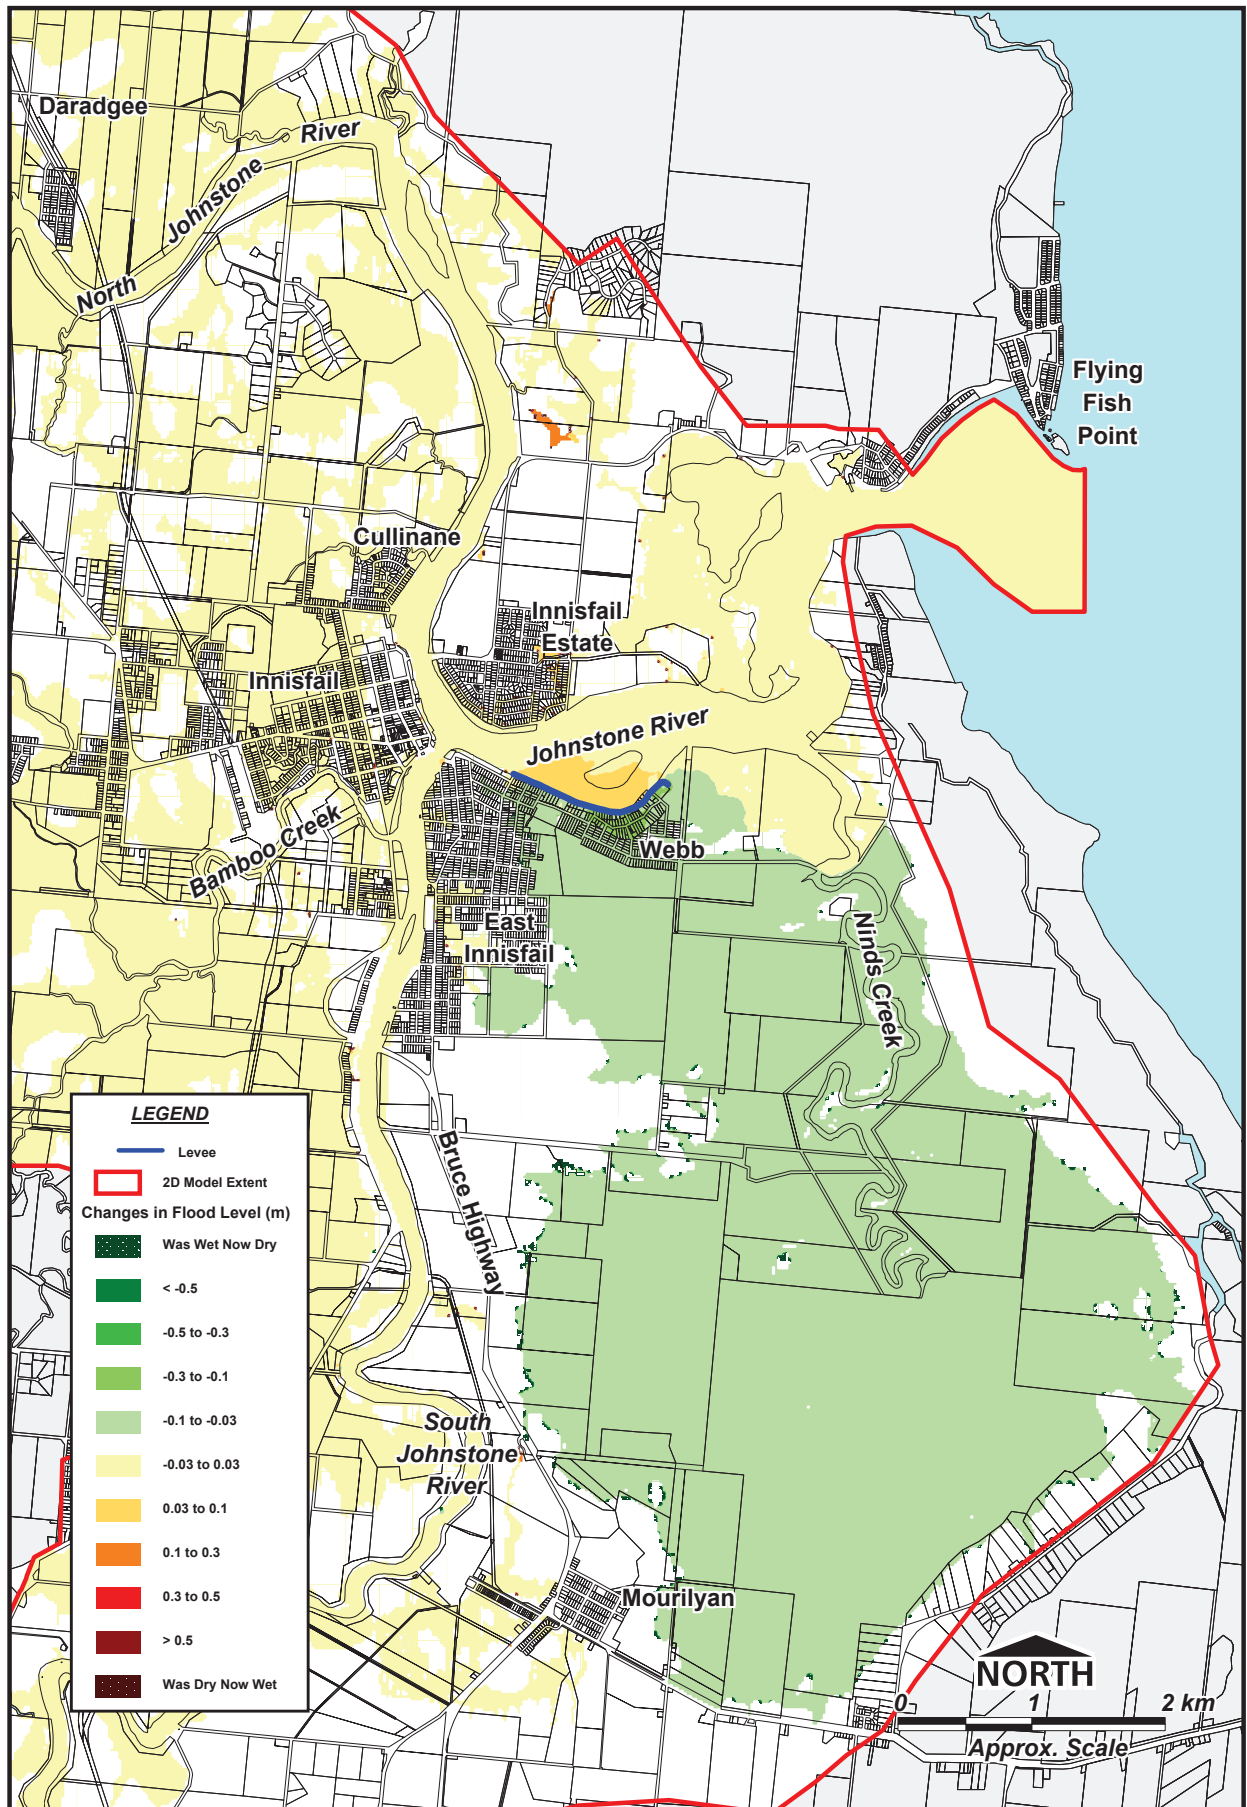 Daradgee
North Johnstone River
Flying
Fish
Point
Cullinane
Innisfail
Estate
Innisfail
Johnstone River
Bamboo Creek
Webb
East
Innisfail
Ninds Creek
Bruce Highway
South
Johnstone
River
Mourilyan
LEGEND
Levee
2D Model Extent
Changes in Flood Level (m)
Was Wet Now Dry
< -0.5
-0.5 to -0.3
-0.3 to -0.1
-0.1 to -0.03
-0.03 to 0.03
0.03 to 0.1
0.1 to 0.3
0.3 to 0.5
> 0.5
Was Dry Now Wet
NORTH
0 1 2 km
Approx. Scale